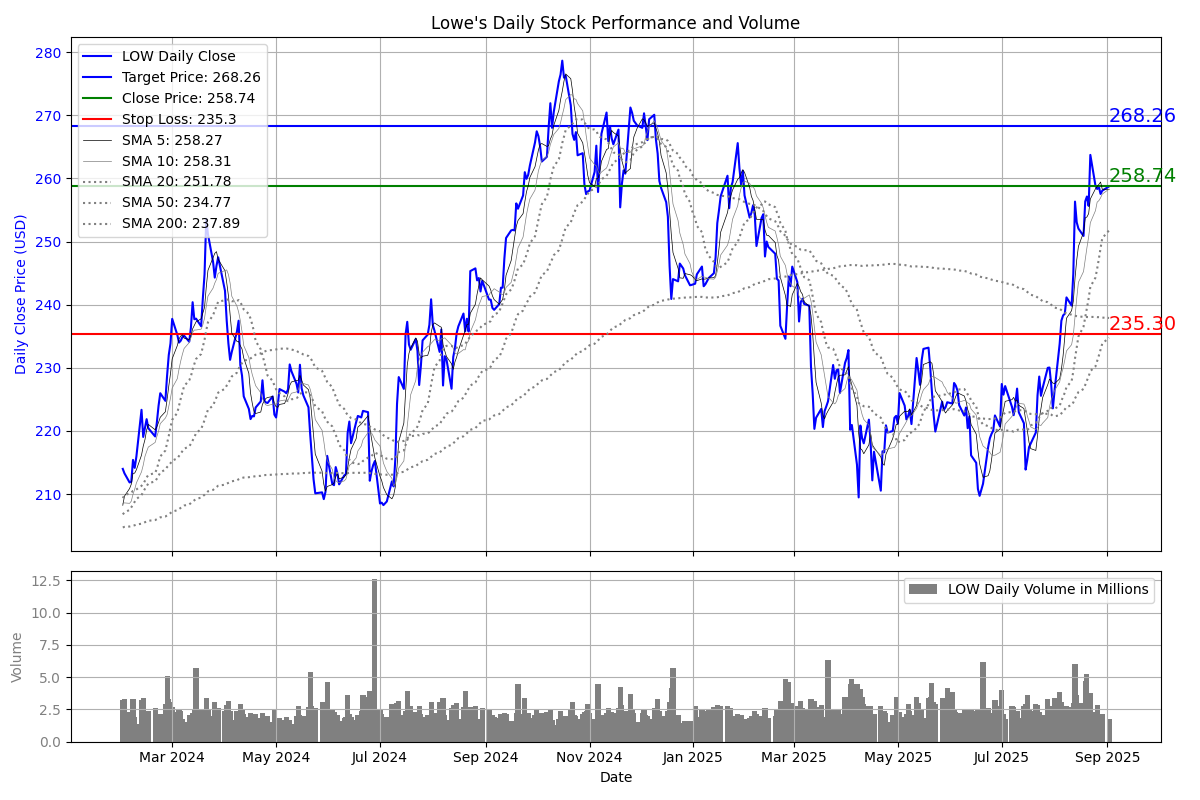 Lowe's Daily Stock Performance and Volume
280
270
260
250
240
230
220
210
Daily Close Price (USD)
LOW Daily Close
Target Price: 268.26
Close Price: 258.74
Stop Loss: 235.3
SMA 5: 258.27
SMA 10: 258.31
SMA 20: 251.78
SMA 50: 234.77
SMA 200: 237.89
268.26
258.74
235.30
12.5
10.0
7.5
5.0
2.5
0.0
Volume
LOW Daily Volume in Millions
Mar 2024 May 2024 Jul 2024 Sep 2024 Nov 2024 Jan 2025 Mar 2025 May 2025 Jul 2025 Sep 2025
Date